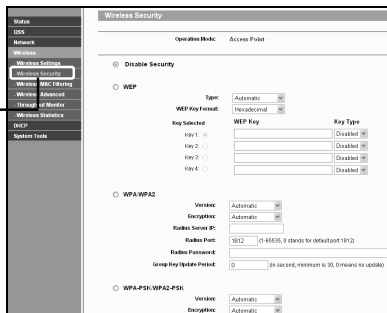 Status
QSS
Network
Wireless
- Wireless Settings
- Wireless Security
- Wireless MAC Filtering
- Wireless Advanced
- Throughput Monitor
- Wireless Statistics
DHCP
System Tools
Wireless Security
Operation Mode: Access Point
Disable Security
WEP
Type: Automatic
WEP Key Format: Hexadecimal
Key Selected WEP Key Key Type
Key 1: Disabled
Key 2: Disabled
Key 3: Disabled
Key 4: Disabled
WPA/WPA2
Version: Automatic
Encryption: Automatic
Radius Server IP:
Radius Port: 1812 (1-65535, 0 stands for default port 1812)
Radius Password:
Group Key Update Period: 0 (in second, minimum is 30, 0 means no update)
WPA-PSK/WPA2-PSK
Version: Automatic
Encryption: Automatic